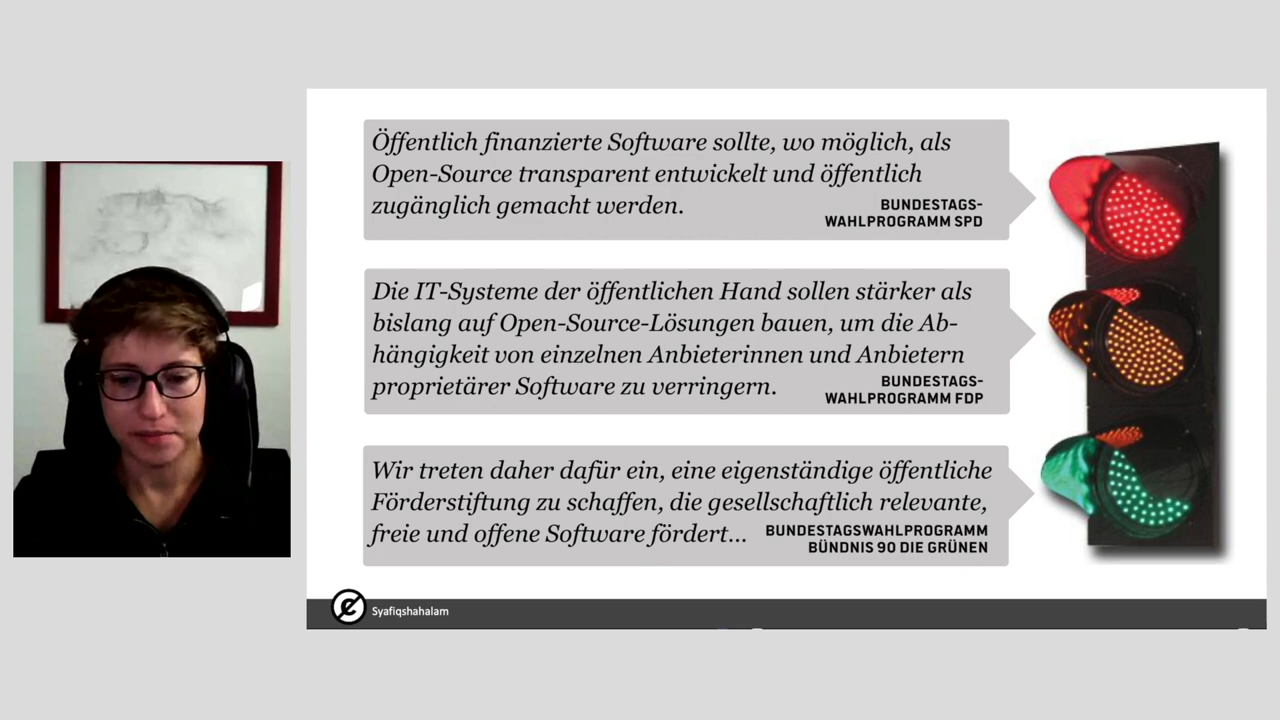 Öffentlich finanzierte Software sollte, wo möglich, als
Open-Source transparent entwickelt und öffentlich
zugänglich gemacht werden.
BUNDESTAGS-
WAHLPROGRAMM SPD
Die IT-Systeme der öffentlichen Hand sollen stärker als
bislang auf Open-Source-Lösungen bauen, um die Ab-
hängigkeit von einzelnen Anbieterinnen und Anbietern
proprietärer Software zu verringern.
BUNDESTAGS-
WAHLPROGRAMM FDP
Wir treten daher dafür ein, eine eigenständige öffentliche
Förderstiftung zu schaffen, die gesellschaftlich relevante,
freie und offene Software fördert...
BUNDESTAGSWAHLPROGRAMM
BÜNDNIS 90 DIE GRÜNEN
Syafiqshahalam